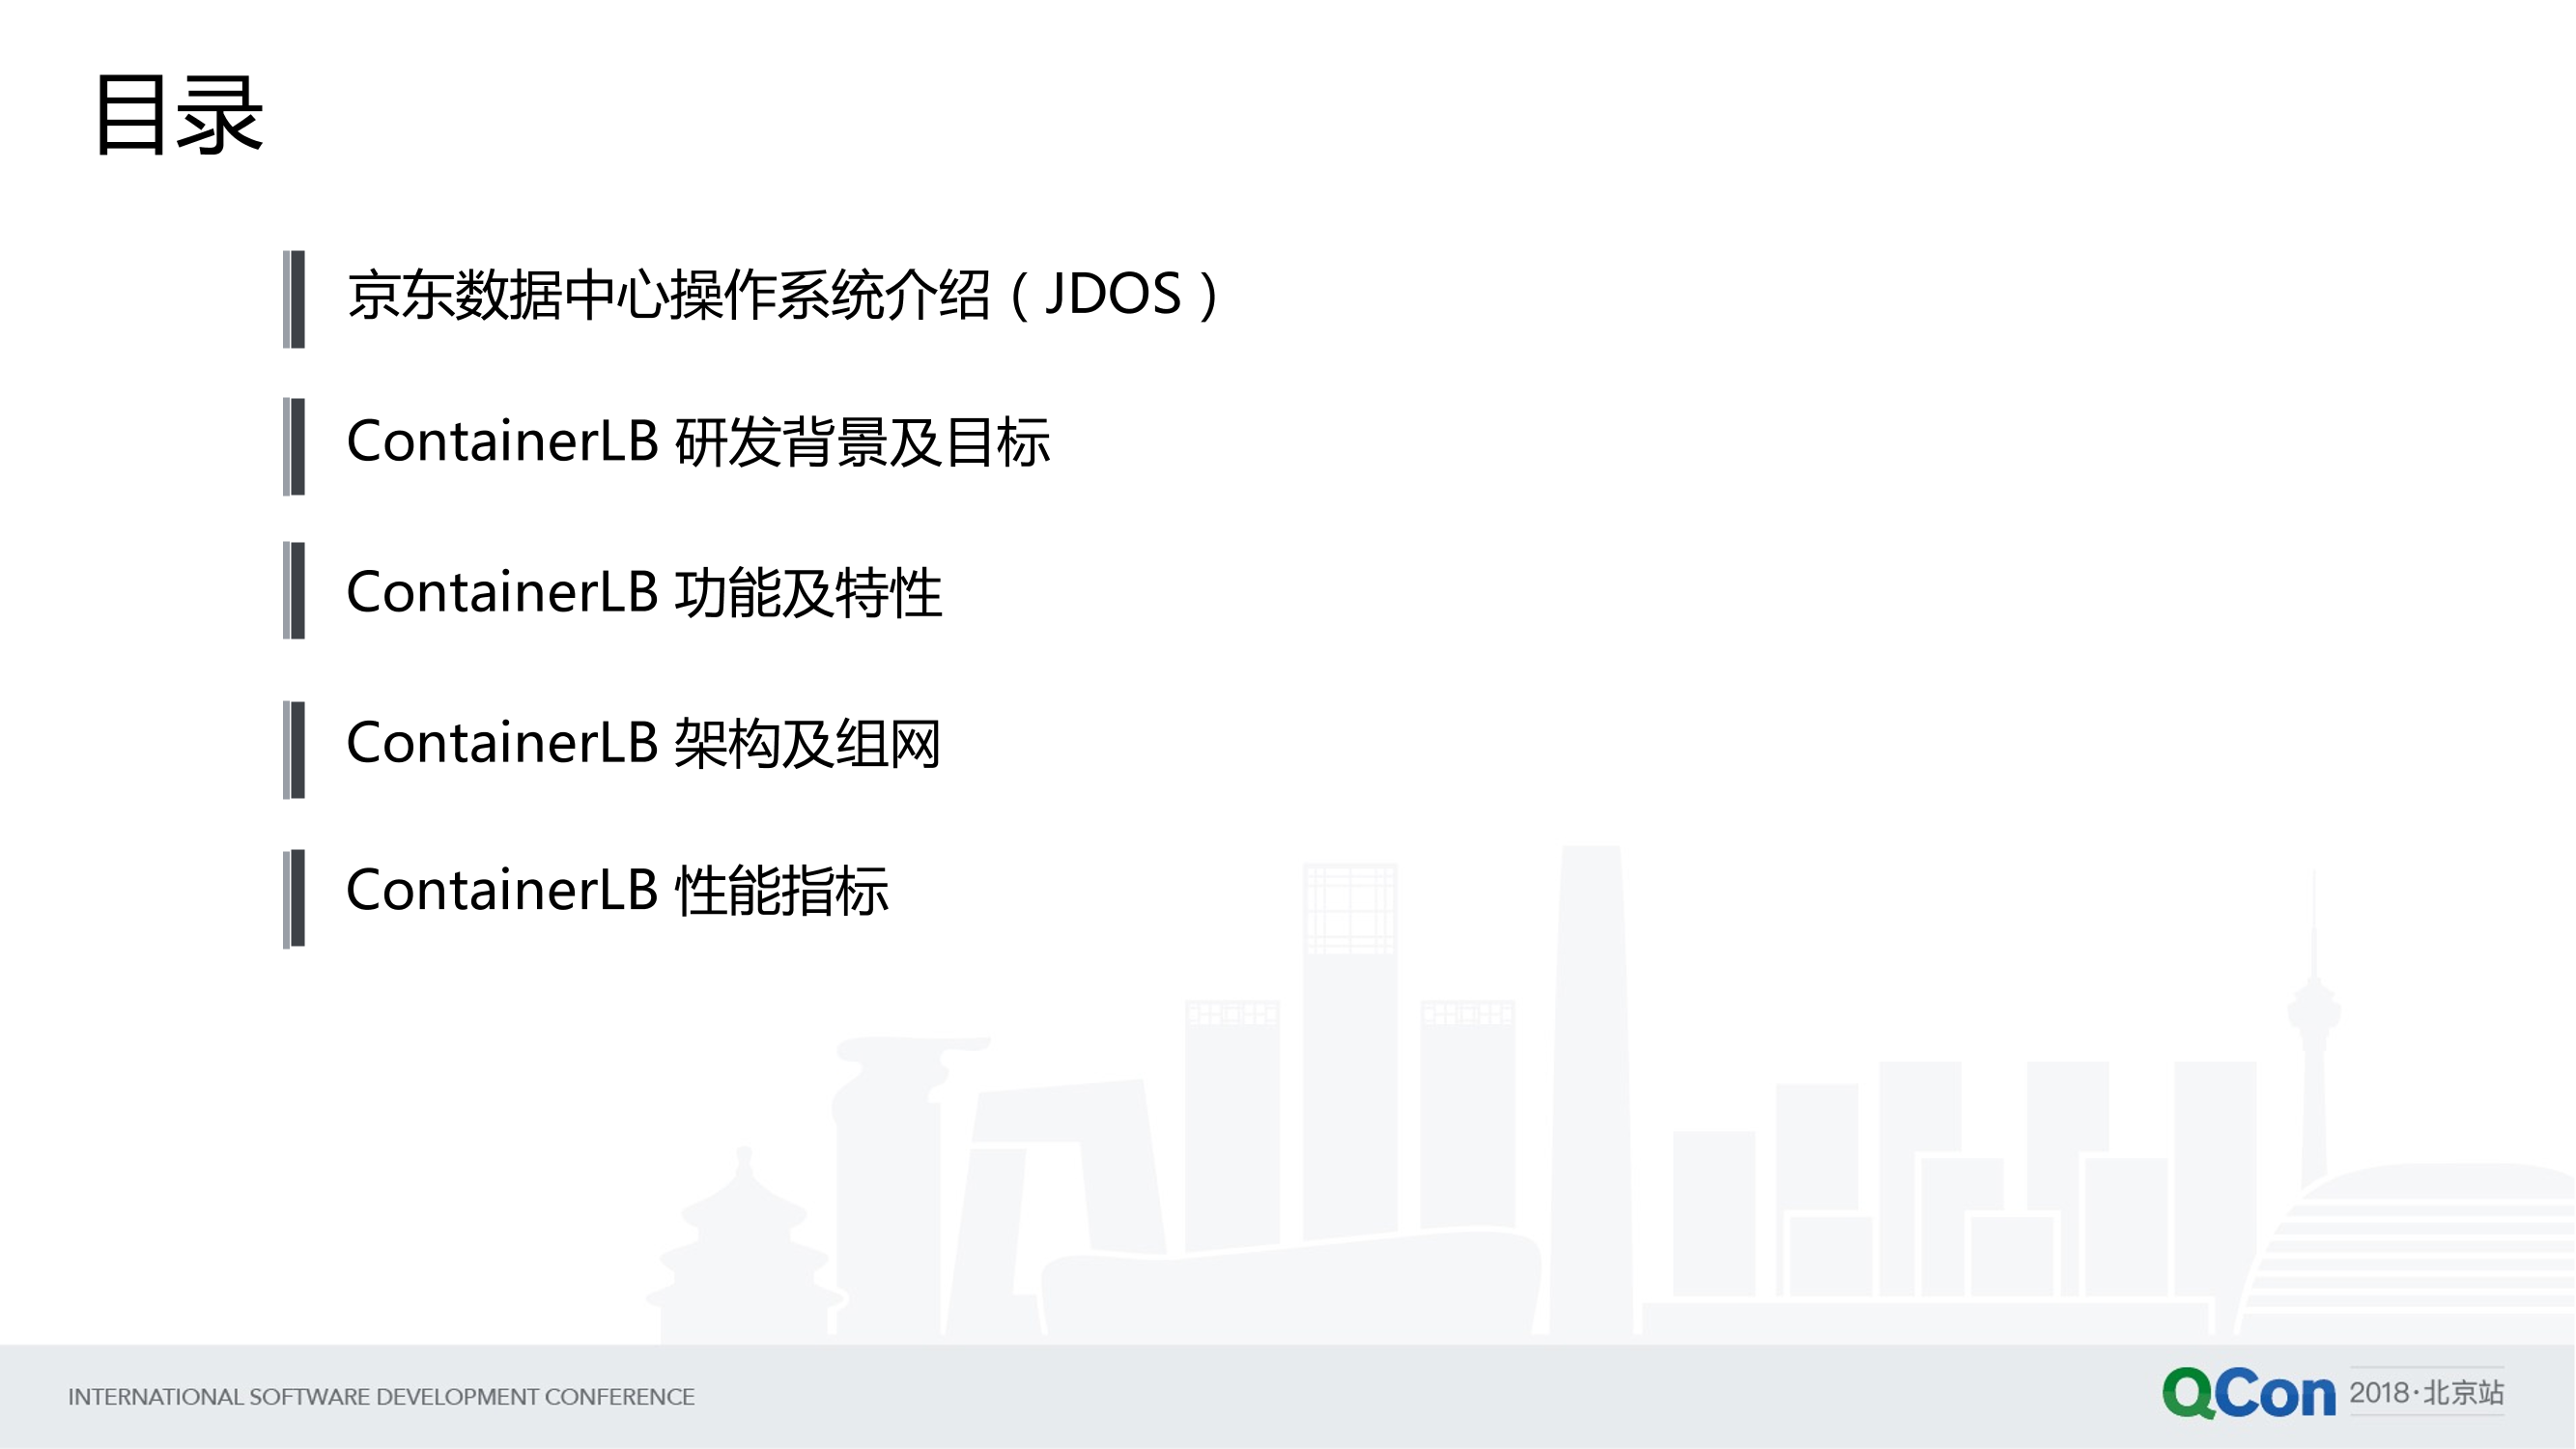 目录
京东数据中心操作系统介绍（JDOS）
ContainerLB 研发背景及目标
ContainerLB 功能及特性
ContainerLB 架构及组网
ContainerLB 性能指标
INTERNATIONAL SOFTWARE DEVELOPMENT CONFERENCE
QCon 2018·北京站